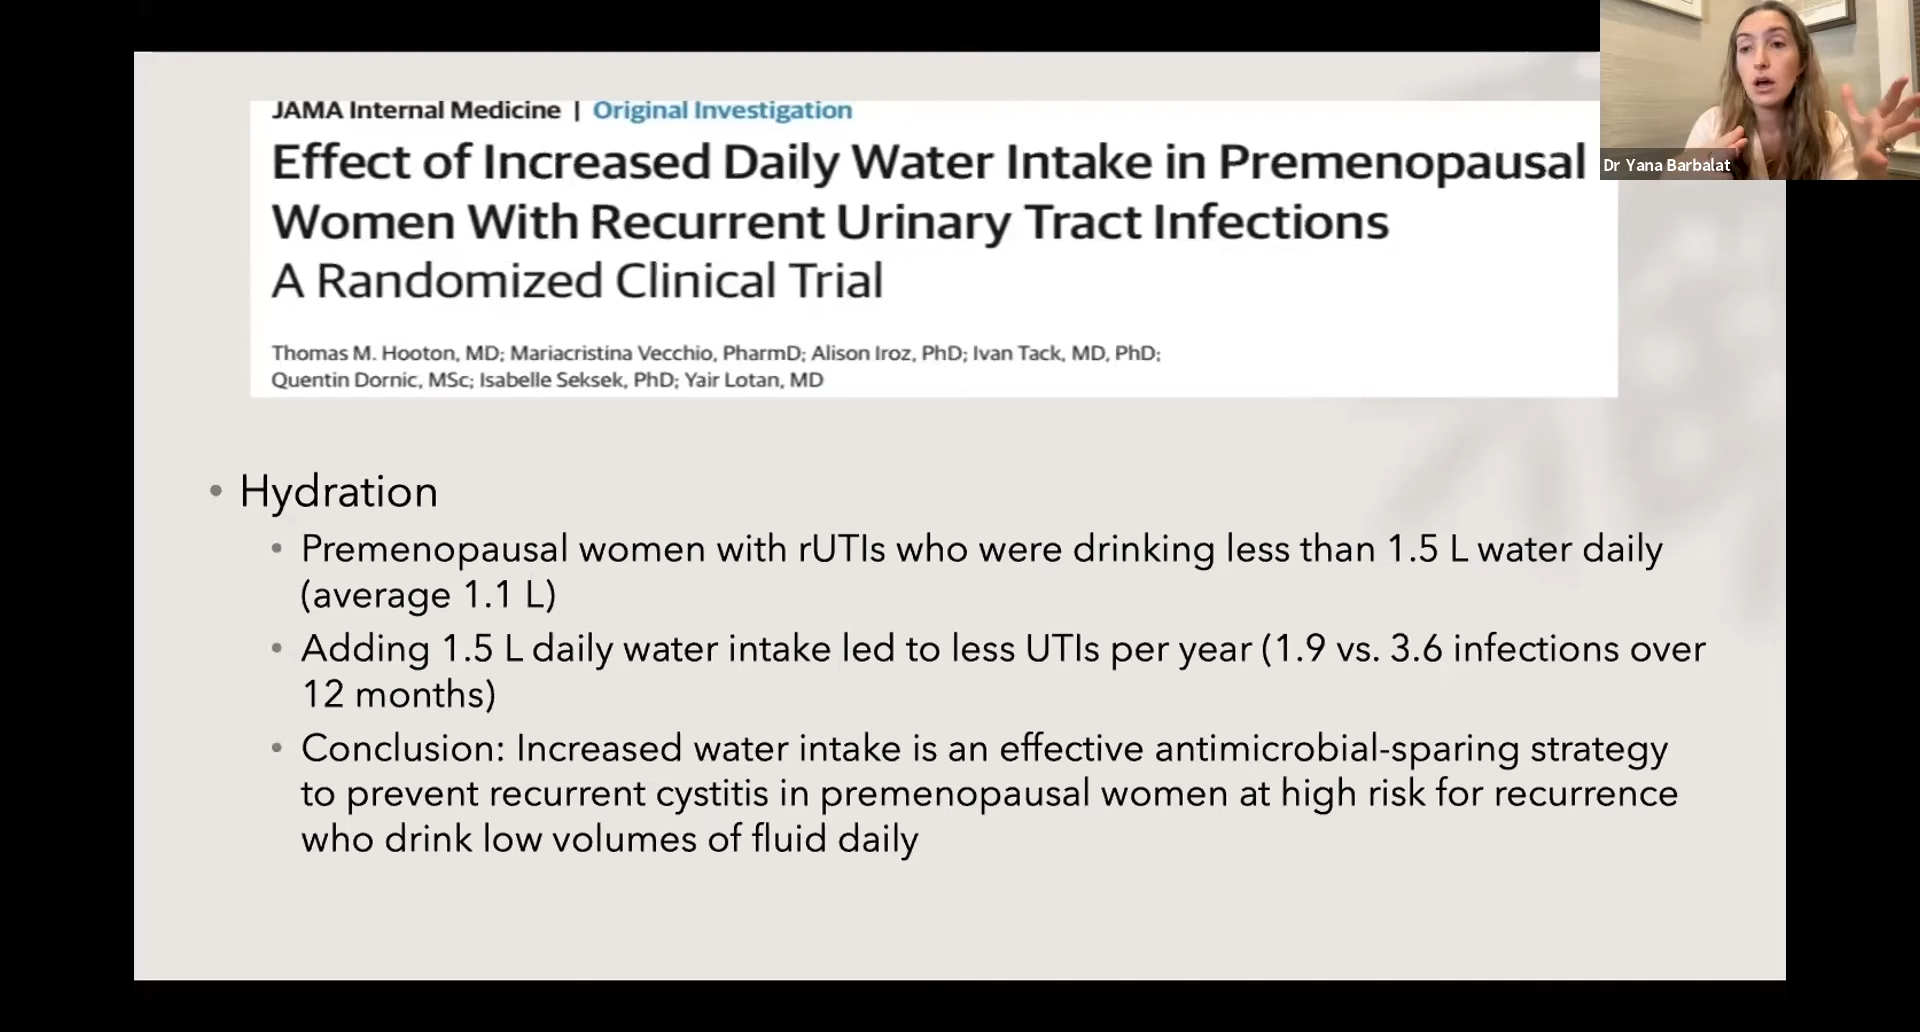 JAMA Internal Medicine | Original Investigation
Effect of Increased Daily Water Intake in Premenopausal
Women With Recurrent Urinary Tract Infections
A Randomized Clinical Trial
Thomas M. Hooton, MD; Mariacristina Vecchio, PharmD; Alison Iroz, PhD; Ivan Tack, MD, PhD;
Quentin Dornic, MSc; Isabelle Seksek, PhD; Yair Lotan, MD
Dr Yana Barbalat
• Hydration
• Premenopausal women with rUTIs who were drinking less than 1.5 L water daily
(average 1.1 L)
• Adding 1.5 L daily water intake led to less UTIs per year (1.9 vs. 3.6 infections over
12 months)
• Conclusion: Increased water intake is an effective antimicrobial-sparing strategy
to prevent recurrent cystitis in premenopausal women at high risk for recurrence
who drink low volumes of fluid daily